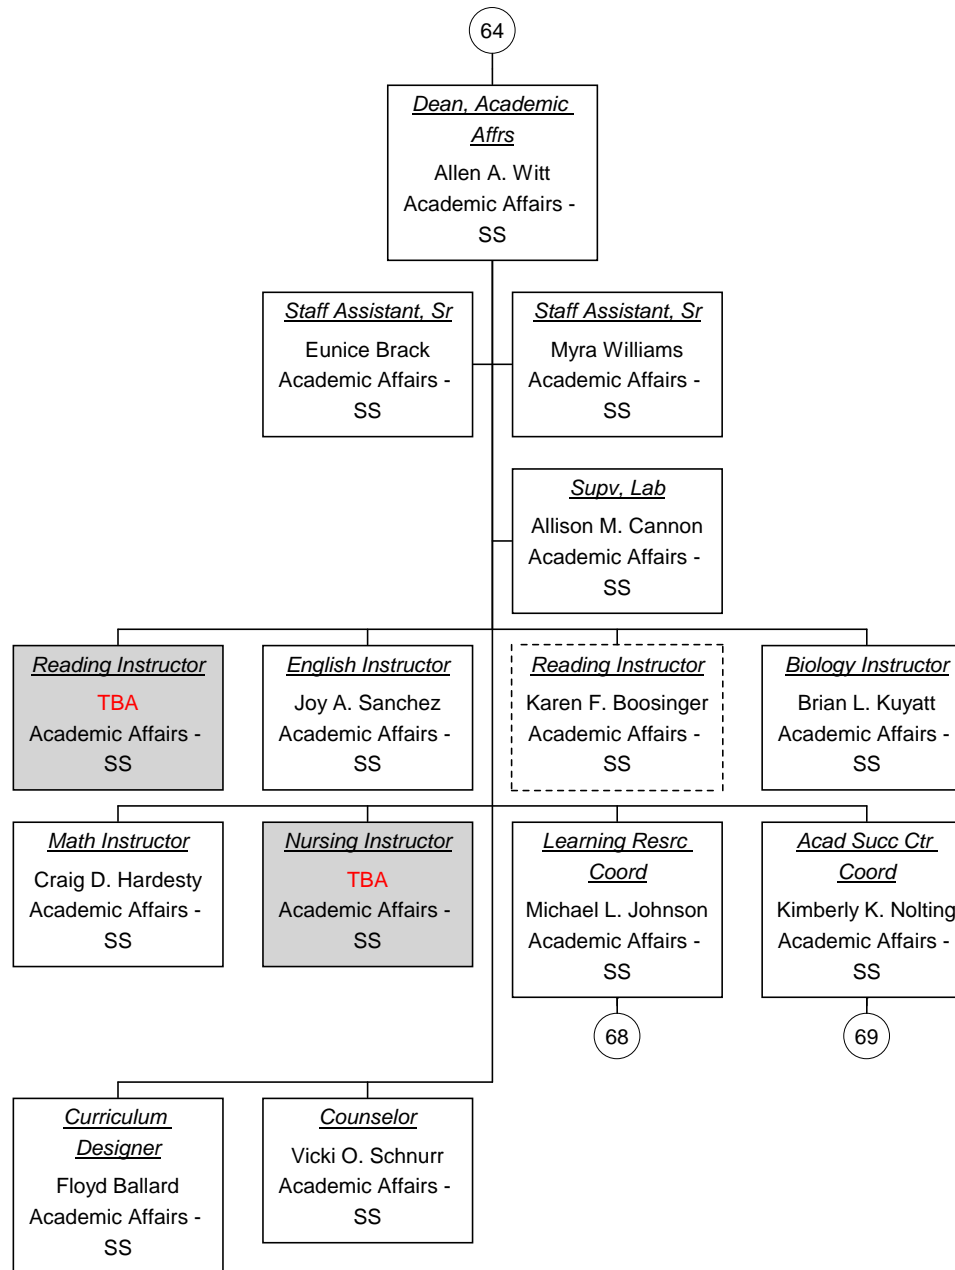 64
Dean, Academic
Affrs
Allen A. Witt
Academic Affairs -
SS
Staff Assistant, Sr
Eunice Brack
Academic Affairs -
SS
Staff Assistant, Sr
Myra Williams
Academic Affairs -
SS
Supv, Lab
Allison M. Cannon
Academic Affairs -
SS
Reading Instructor
TBA
Academic Affairs -
SS
English Instructor
Joy A. Sanchez
Academic Affairs -
SS
Reading Instructor
Karen F. Boosinger
Academic Affairs -
SS
Biology Instructor
Brian L. Kuyatt
Academic Affairs -
SS
Math Instructor
Craig D. Hardesty
Academic Affairs -
SS
Nursing Instructor
TBA
Academic Affairs -
SS
Learning Resrc
Coord
Michael L. Johnson
Academic Affairs -
SS
68
Acad Succ Ctr
Coord
Kimberly K. Nolting
Academic Affairs -
SS
69
Curriculum
Designer
Floyd Ballard
Academic Affairs -
SS
Counselor
Vicki O. Schnurr
Academic Affairs -
SS